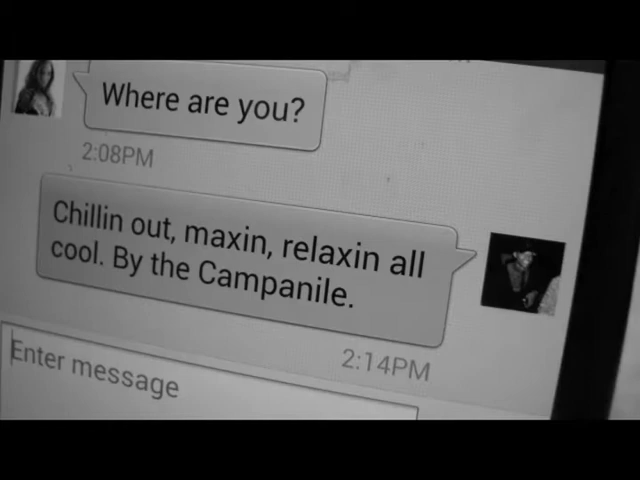 Where are you?
2:08PM
Chillin out, maxin, relaxin all
cool. By the Campanile.
2:14PM
Enter message